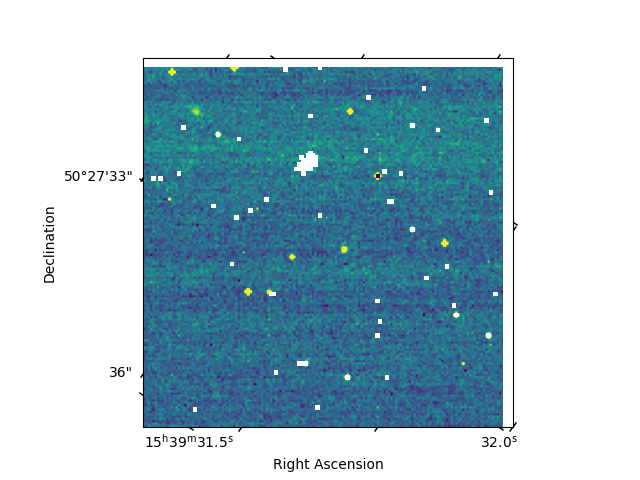 50°27'33"
Declination
36"
15ʰ39ᵐ31.5ˢ
32.0ˢ
Right Ascension